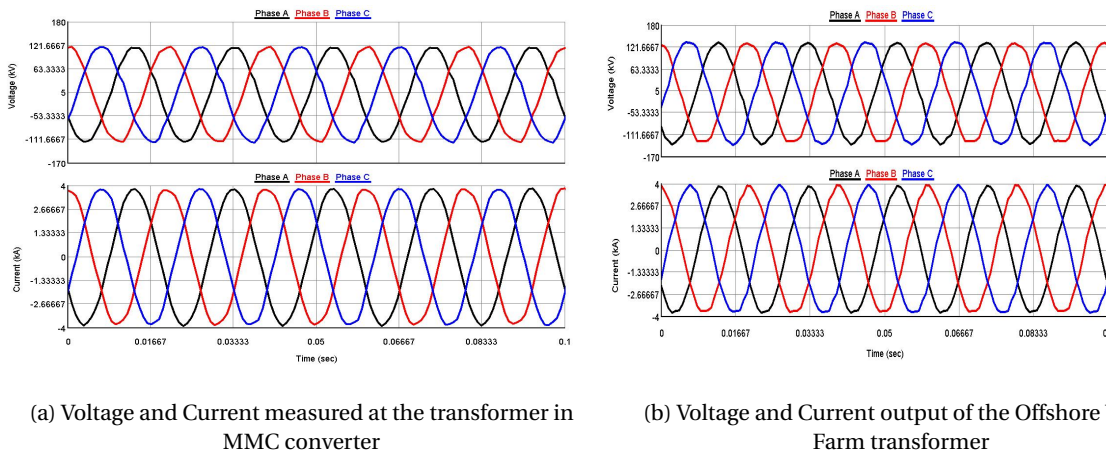 Phase A Phase B Phase C
180
121.6667
63.3333
5
-53.3333
-111.6667
-170
Voltage (kV)
Phase A Phase B Phase C
4
2.66667
1.33333
0
-1.33333
-2.66667
-4
Current (kA)
0 0.01667 0.03333 0.05 0.06667 0.08333 0.1
Time (sec)
(a) Voltage and Current measured at the transformer in
MMC converter
Phase A Phase B Phase C
180
121.6667
63.3333
5
-53.3333
-111.6667
-170
Voltage (kV)
Phase A Phase B Phase C
4
2.66667
1.33333
0
-1.33333
-2.66667
-4
Current (kA)
0 0.01667 0.03333 0.05 0.06667 0.08333
Time (sec)
(b) Voltage and Current output of the Offshore
Farm transformer